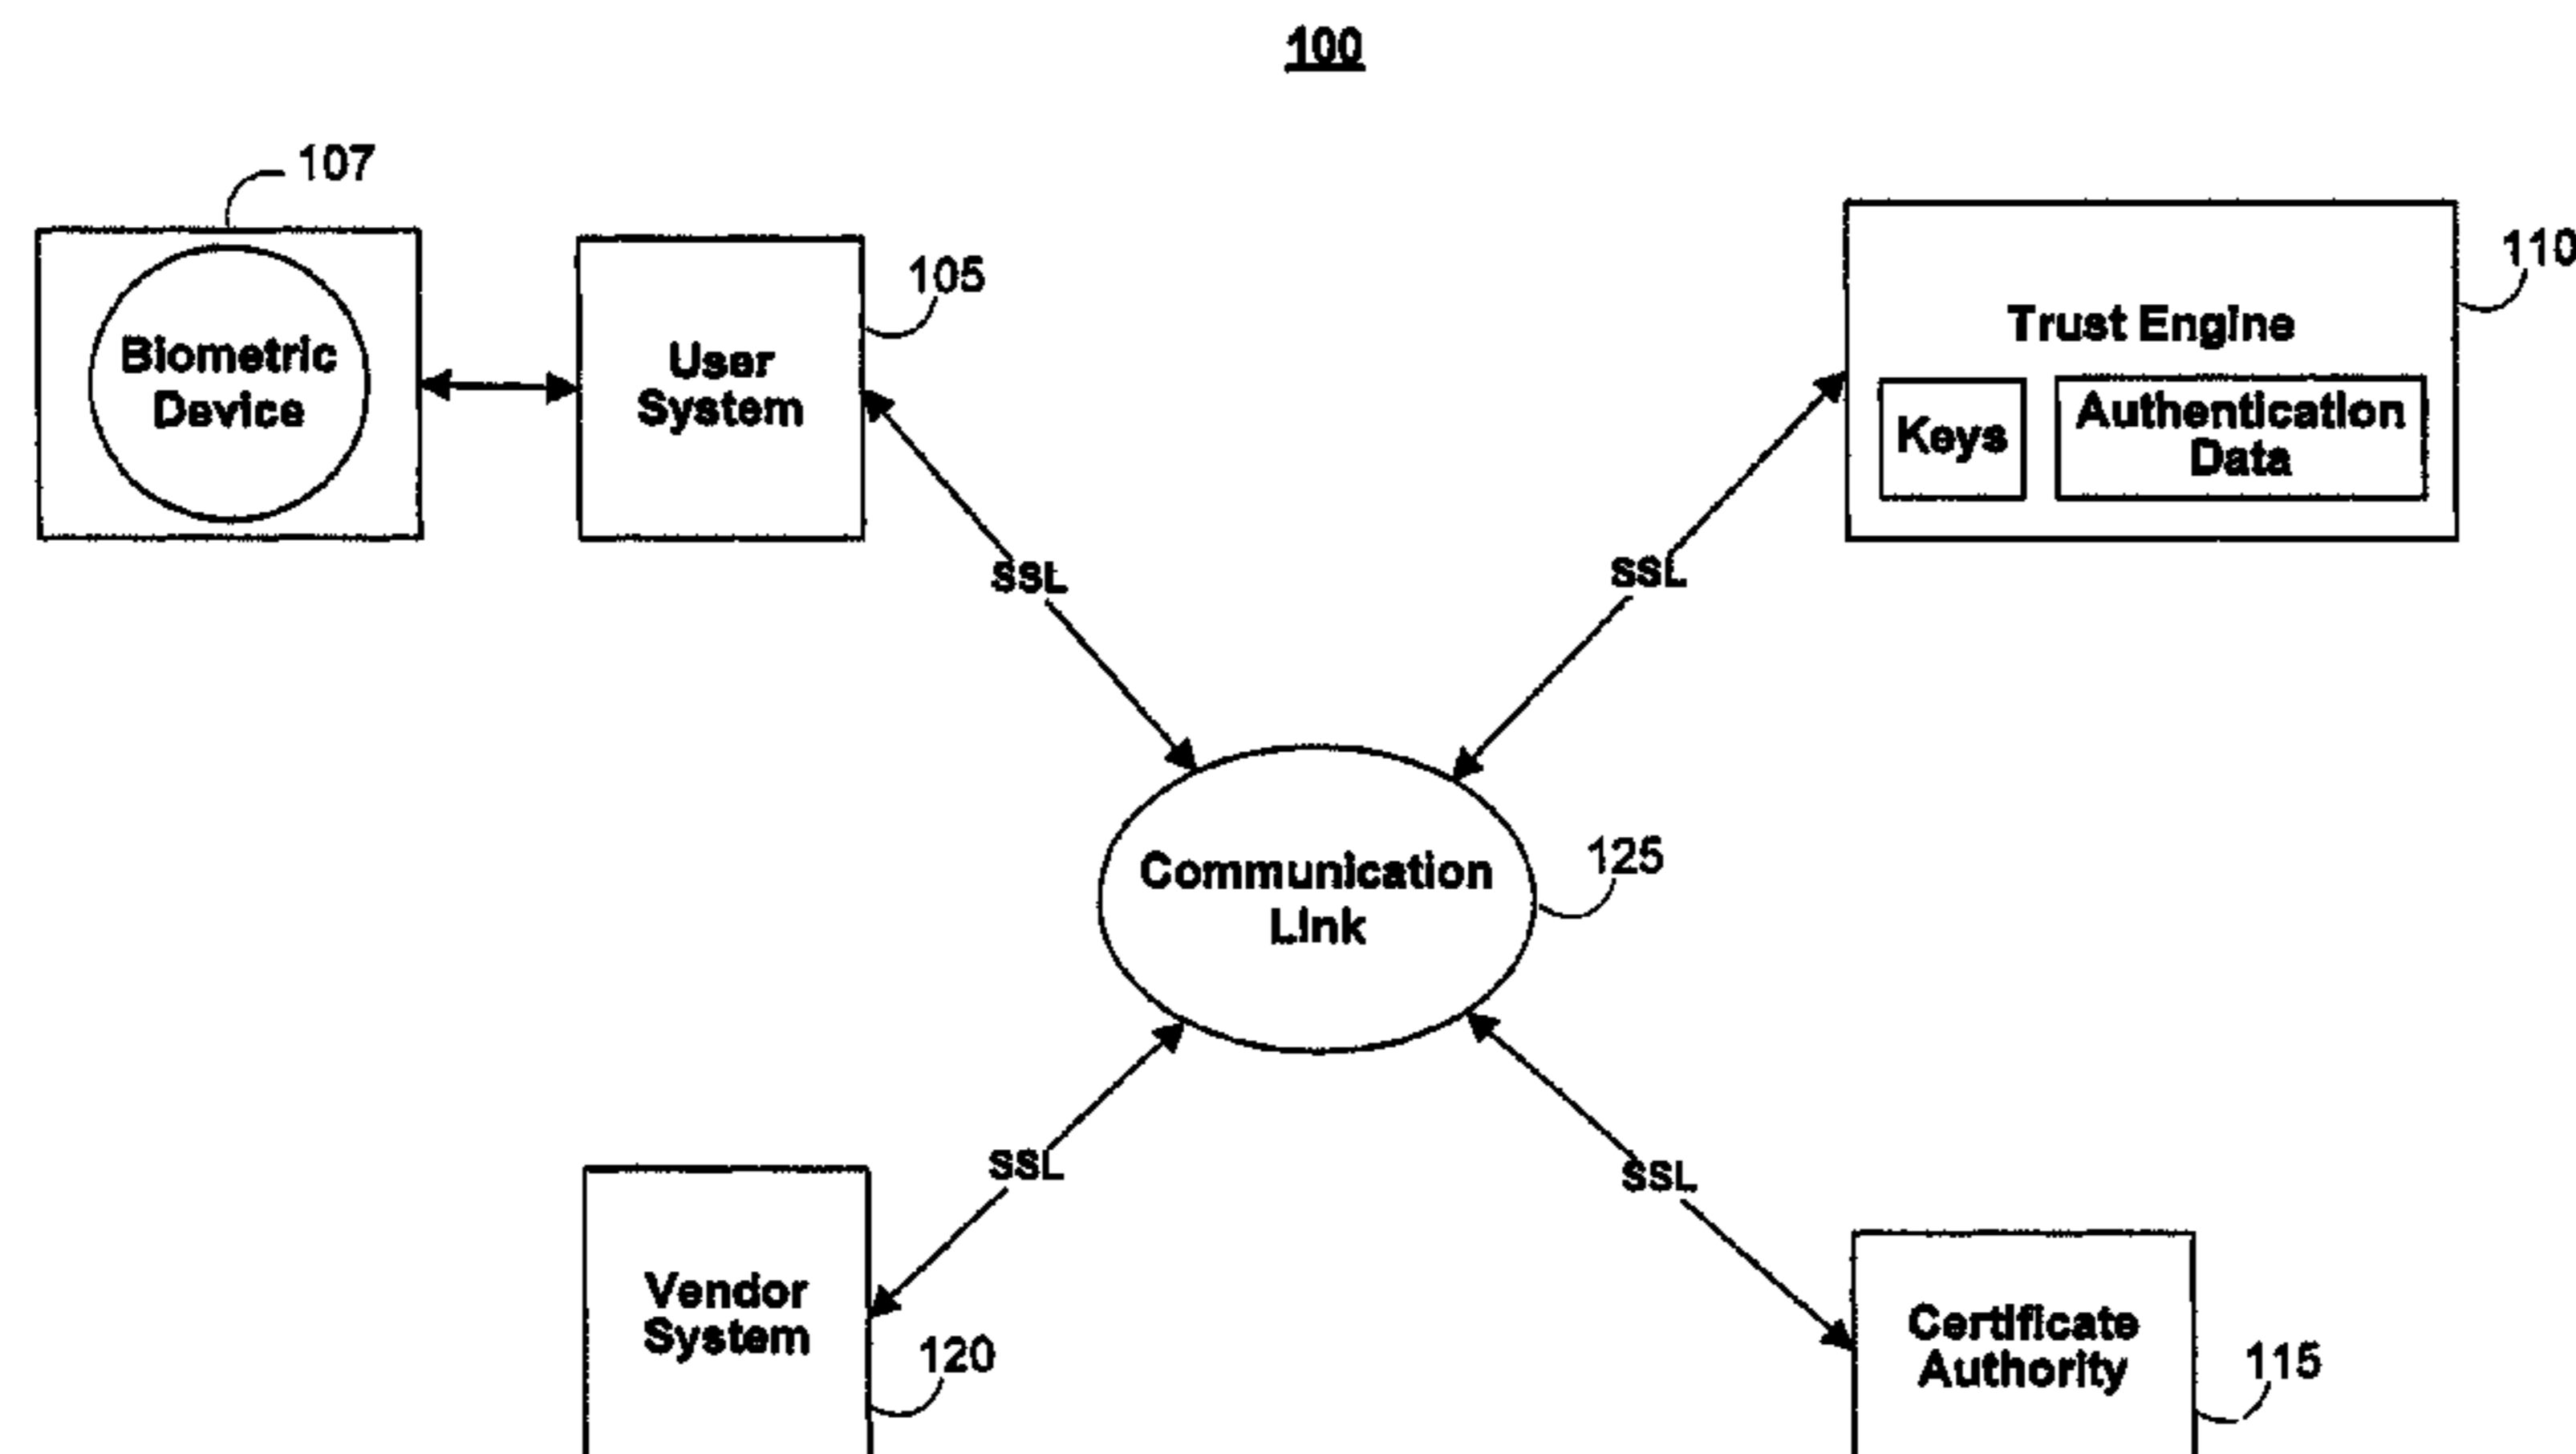 100
107
Biometric
Device
105
User
System
110
Trust Engine
Keys
Authentication
Data
SSL
SSL
Communication
Link
125
SSL
SSL
Vendor
System
120
Certificate
Authority
115